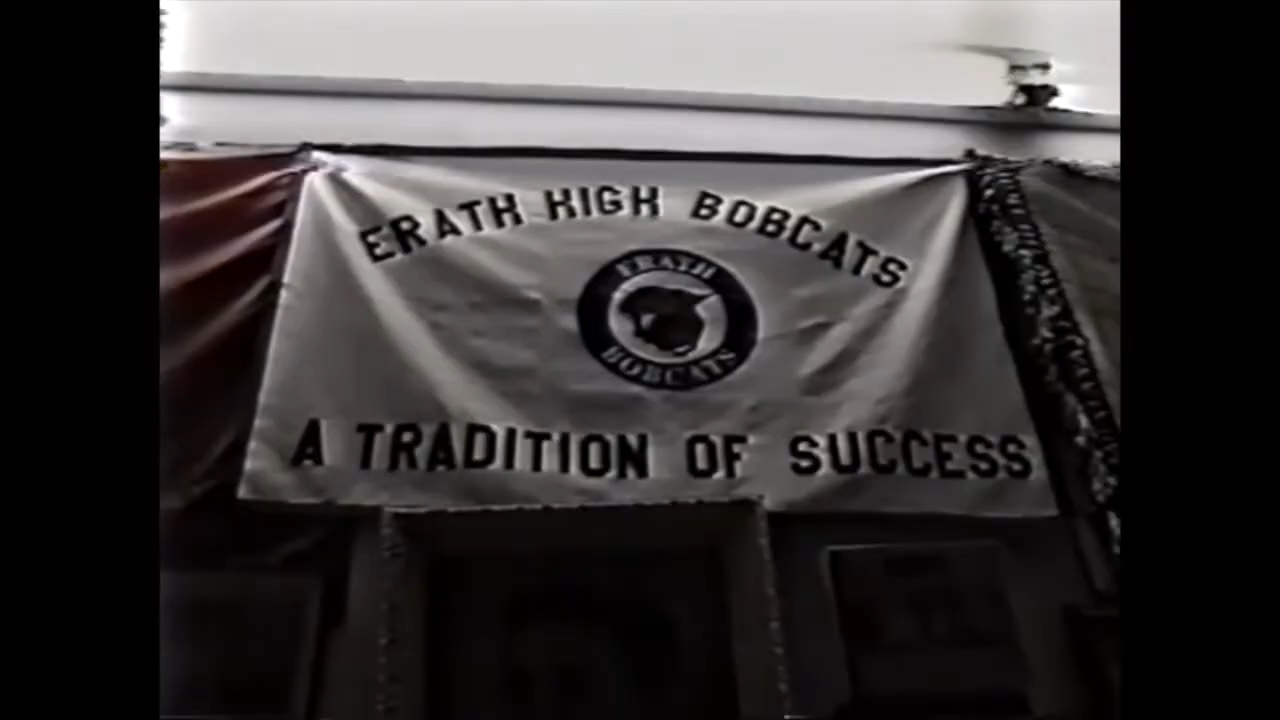 ERATH HIGH BOBCATS
ERATH
BOBCATS
A TRADITION OF SUCCESS